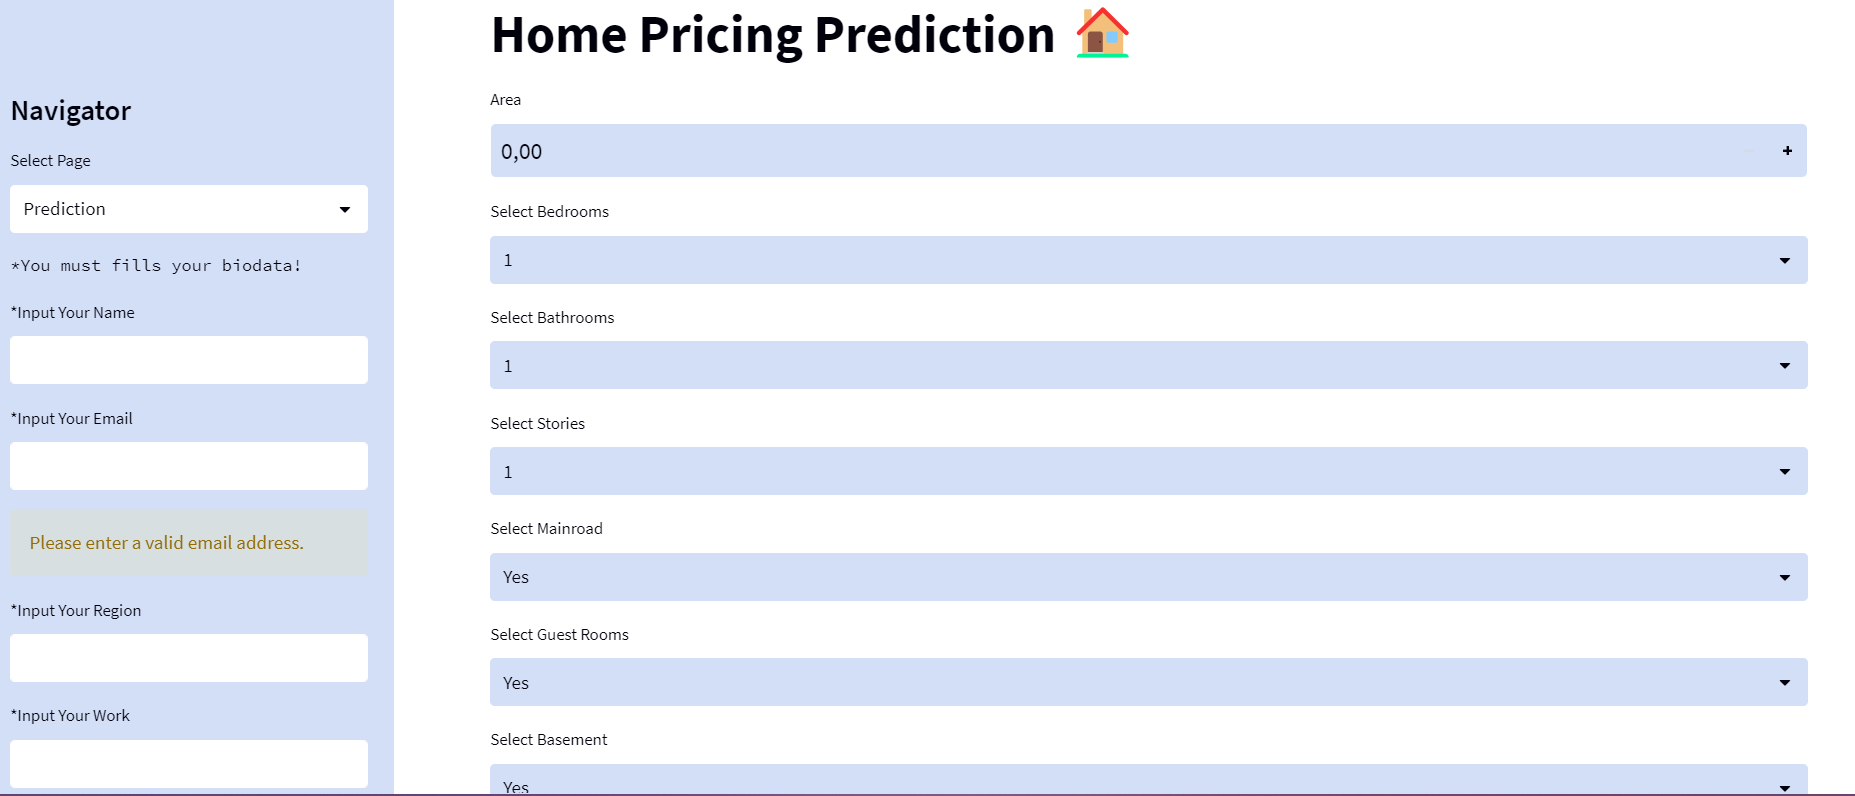 Navigator
Select Page
Prediction
*You must fills your biodata!
*Input Your Name
*Input Your Email
Please enter a valid email address.
*Input Your Region
*Input Your Work
Home Pricing Prediction
Area
0,00
Select Bedrooms
1
Select Bathrooms
1
Select Stories
1
Select Mainroad
Yes
Select Guest Rooms
Yes
Select Basement
Yes